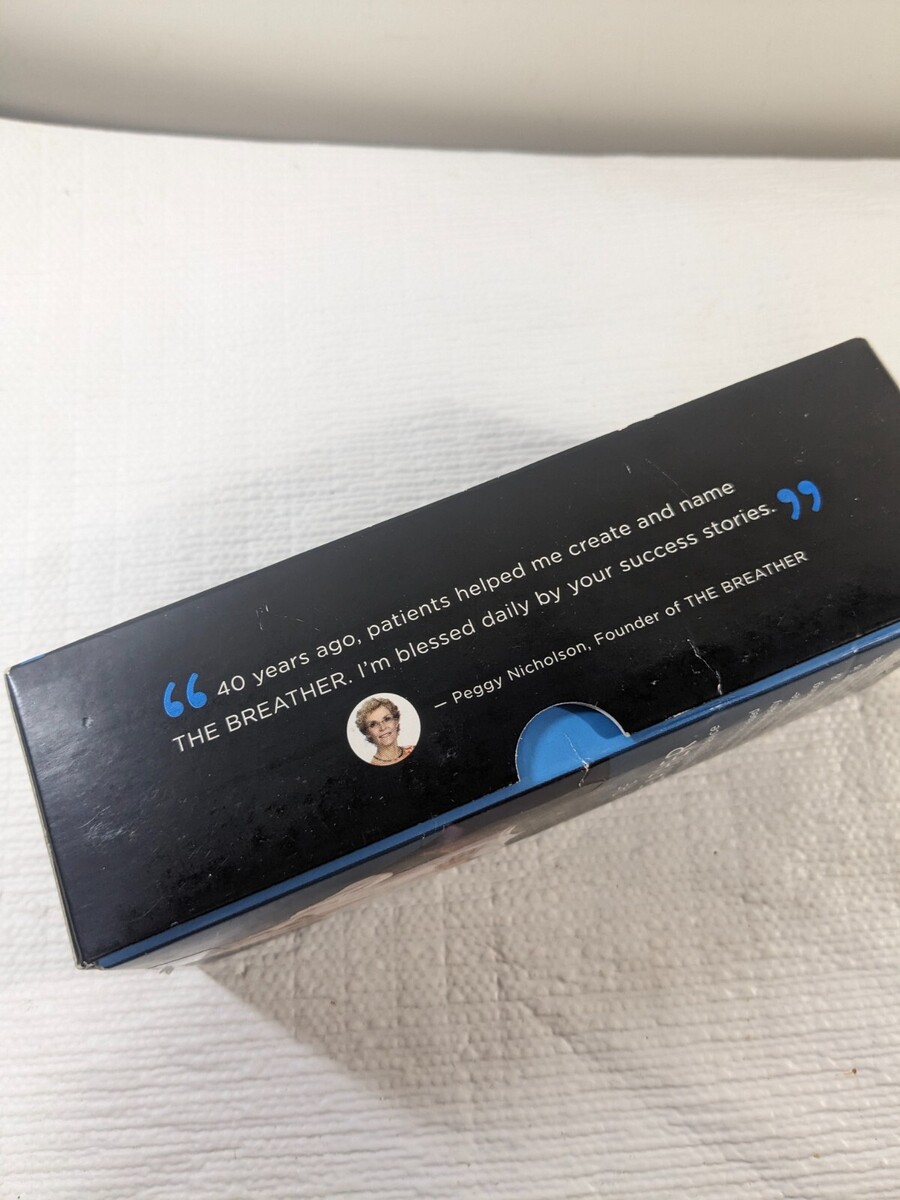 “ 40 years ago, patients helped me create and name
THE BREATHER. I'm blessed daily by your success stories. ”
— Peggy Nicholson, Founder of THE BREATHER